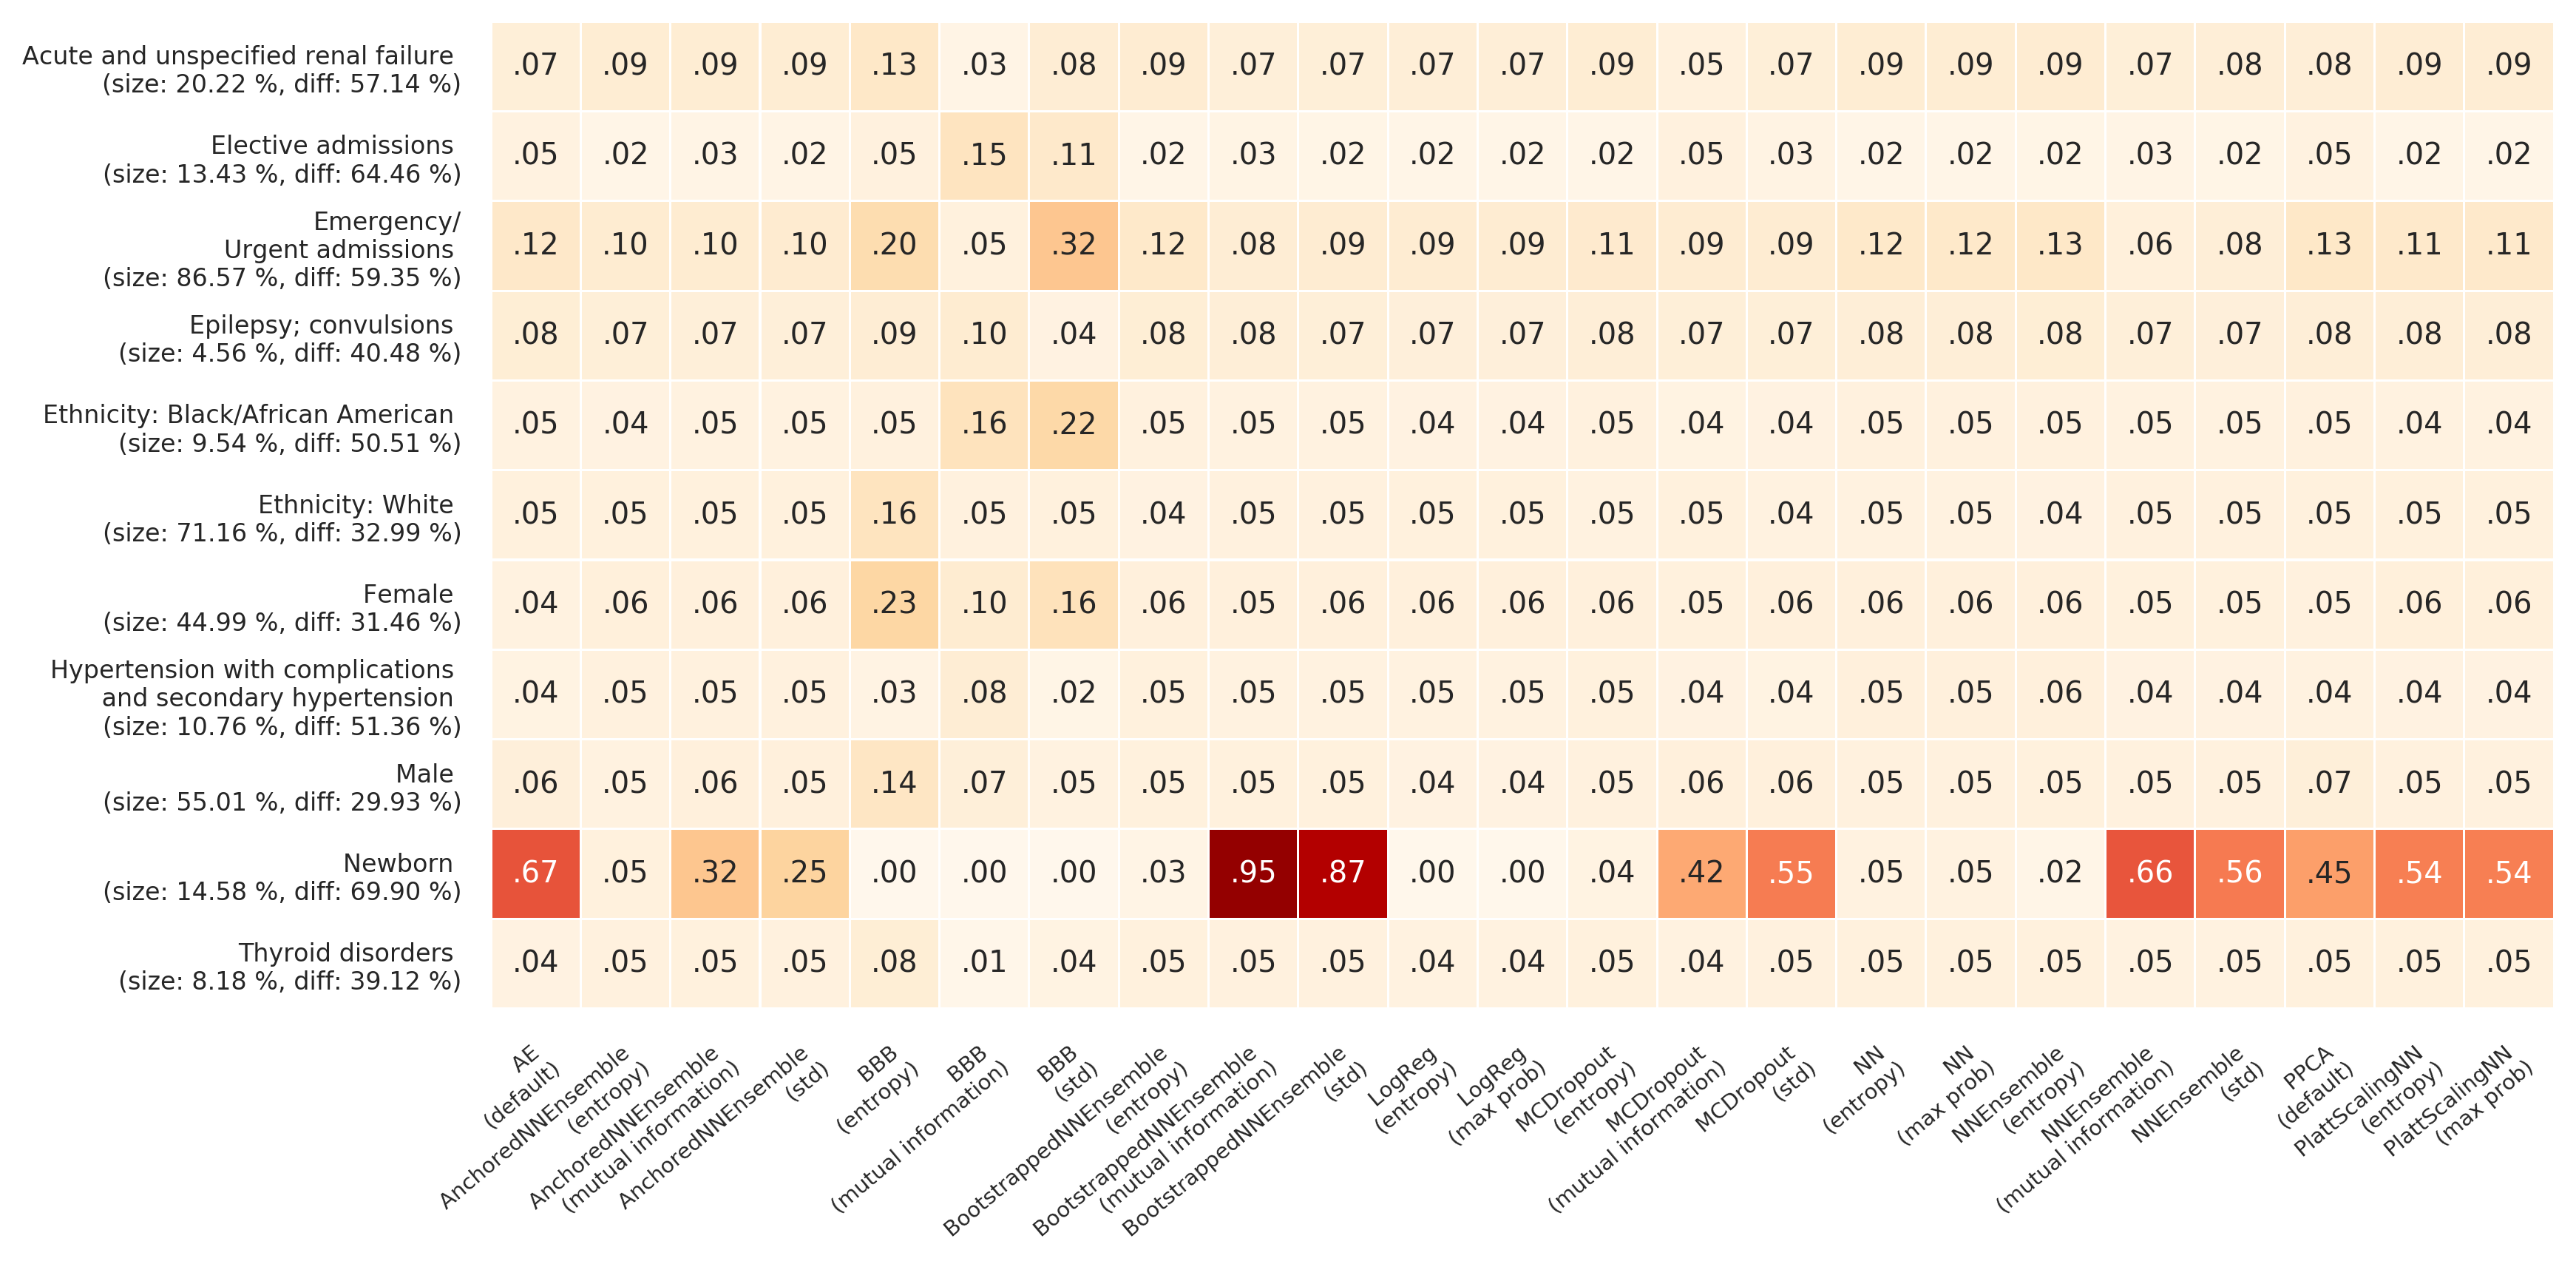 Acute and unspecified renal failure
(size: 20.22 %, diff: 57.14 %)
.07 .09 .09 .09 .13 .03 .08 .09 .07 .07 .07 .07 .09 .05 .07 .09 .09 .09 .07 .08 .08 .09 .09
Elective admissions
(size: 13.43 %, diff: 64.46 %)
.05 .02 .03 .02 .05 .15 .11 .02 .03 .02 .02 .02 .02 .05 .03 .02 .02 .02 .03 .02 .05 .02 .02
Emergency/
Urgent admissions
(size: 86.57 %, diff: 59.35 %)
.12 .10 .10 .10 .20 .05 .32 .12 .08 .09 .09 .09 .11 .09 .09 .12 .12 .13 .06 .08 .13 .11 .11
Epilepsy; convulsions
(size: 4.56 %, diff: 40.48 %)
.08 .07 .07 .07 .09 .10 .04 .08 .08 .07 .07 .07 .08 .07 .07 .08 .08 .08 .07 .07 .08 .08 .08
Ethnicity: Black/African American
(size: 9.54 %, diff: 50.51 %)
.05 .04 .05 .05 .05 .16 .22 .05 .05 .05 .04 .04 .05 .04 .04 .05 .05 .05 .05 .05 .05 .04 .04
Ethnicity: White
(size: 71.16 %, diff: 32.99 %)
.05 .05 .05 .05 .16 .05 .05 .04 .05 .05 .05 .05 .05 .05 .04 .05 .05 .04 .05 .05 .05 .05 .05
Female
(size: 44.99 %, diff: 31.46 %)
.04 .06 .06 .06 .23 .10 .16 .06 .05 .06 .06 .06 .06 .05 .06 .06 .06 .06 .05 .05 .05 .06 .06
Hypertension with complications
and secondary hypertension
(size: 10.76 %, diff: 51.36 %)
.04 .05 .05 .05 .03 .08 .02 .05 .05 .05 .05 .05 .05 .04 .04 .05 .05 .06 .04 .04 .04 .04 .04
Male
(size: 55.01 %, diff: 29.93 %)
.06 .05 .06 .05 .14 .07 .05 .05 .05 .05 .04 .04 .05 .06 .06 .05 .05 .05 .05 .05 .07 .05 .05
Newborn
(size: 14.58 %, diff: 69.90 %)
.67 .05 .32 .25 .00 .00 .00 .03 .95 .87 .00 .00 .04 .42 .55 .05 .05 .02 .66 .56 .45 .54 .54
Thyroid disorders
(size: 8.18 %, diff: 39.12 %)
.04 .05 .05 .05 .08 .01 .04 .05 .05 .05 .04 .04 .05 .04 .05 .05 .05 .05 .05 .05 .05 .05 .05
AE
(default)
AnchoredNNEnsemble
(entropy)
AnchoredNNEnsemble
(mutual information)
AnchoredNNEnsemble
(std)
BBB
(entropy)
BBB
(mutual information)
BBB
(std)
BootstrappedNNEnsemble
(entropy)
BootstrappedNNEnsemble
(mutual information)
BootstrappedNNEnsemble
(std)
LogReg
(entropy)
LogReg
(max prob)
MCDropout
(entropy)
MCDropout
(mutual information)
MCDropout
(std)
NN
(entropy)
NN
(max prob)
NNEnsemble
(entropy)
NNEnsemble
(mutual information)
NNEnsemble
(std)
PPCA
(default)
PlattScalingNN
(entropy)
PlattScalingNN
(max prob)